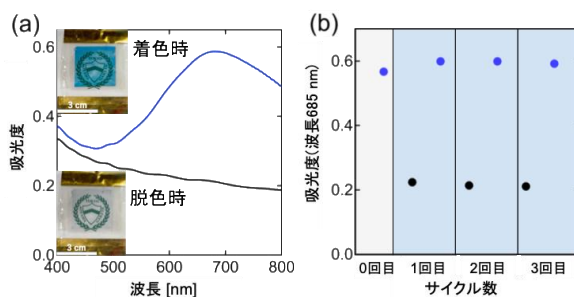 (a)
着色時
3 cm
脱色時
3 cm
吸光度
0.6
0.4
0.2
0.0
400
500
600
700
800
波長 [nm]
(b)
吸光度(波長685 nm)
0.6
0.4
0.2
0.0
0回目
1回目
2回目
3回目
サイクル数